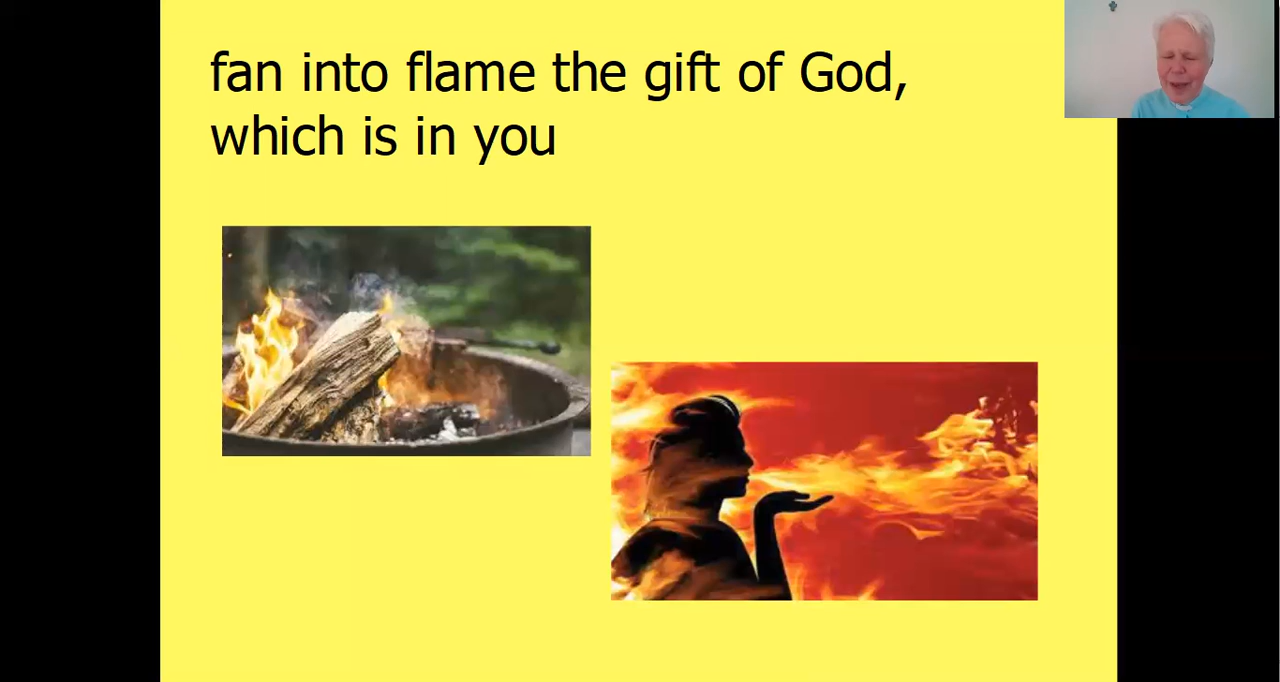 fan into flame the gift of God,
which is in you